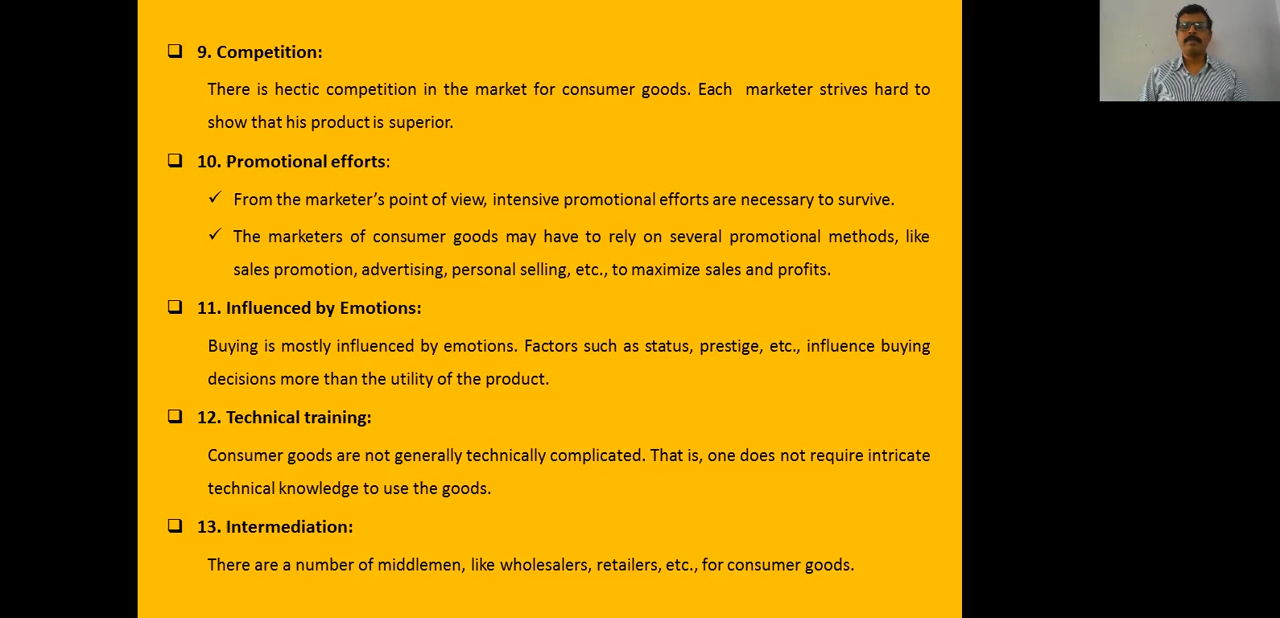 ❑ 9. Competition:
There is hectic competition in the market for consumer goods. Each marketer strives hard to
show that his product is superior.
❑ 10. Promotional efforts:
✓ From the marketer’s point of view, intensive promotional efforts are necessary to survive.
✓ The marketers of consumer goods may have to rely on several promotional methods, like
sales promotion, advertising, personal selling, etc., to maximize sales and profits.
❑ 11. Influenced by Emotions:
Buying is mostly influenced by emotions. Factors such as status, prestige, etc., influence buying
decisions more than the utility of the product.
❑ 12. Technical training:
Consumer goods are not generally technically complicated. That is, one does not require intricate
technical knowledge to use the goods.
❑ 13. Intermediation:
There are a number of middlemen, like wholesalers, retailers, etc., for consumer goods.